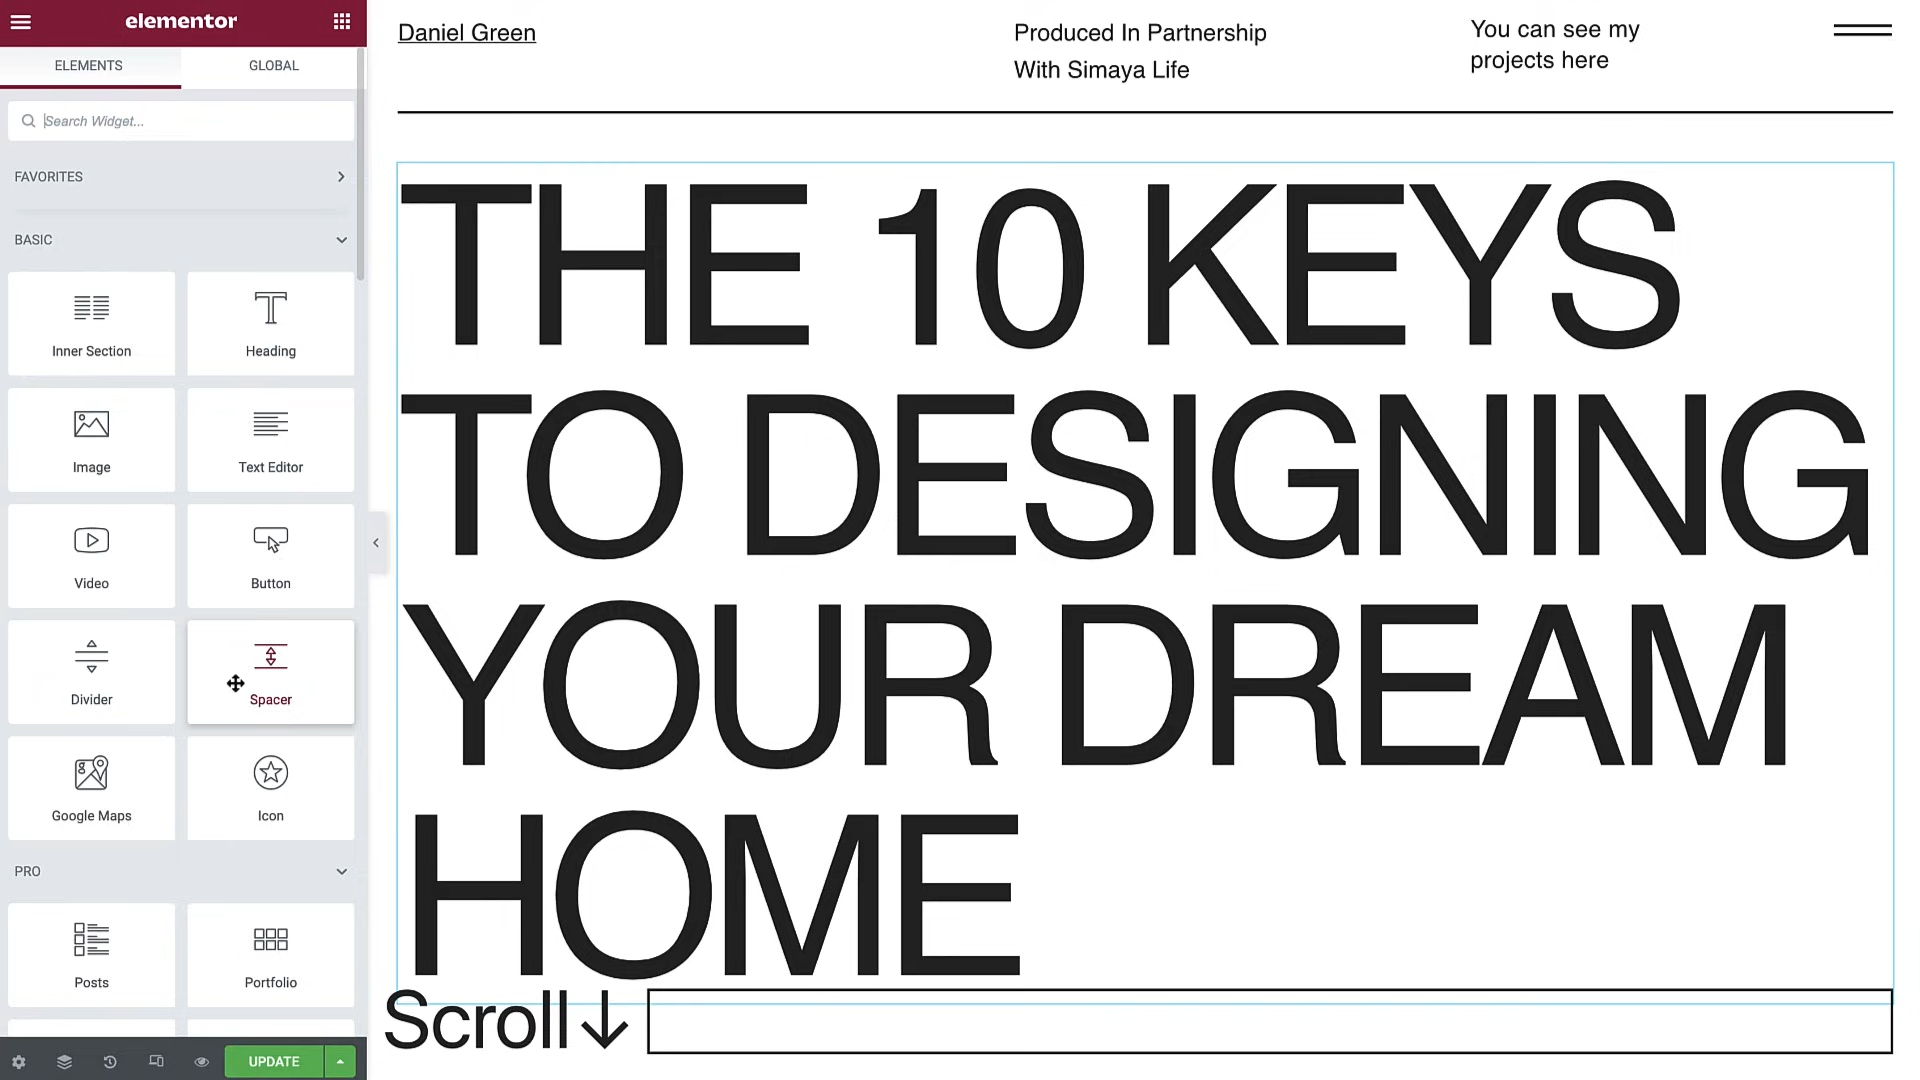 elementor
ELEMENTS
GLOBAL
Search Widget...
FAVORITES
BASIC
Inner Section
Heading
Image
Text Editor
Video
Button
Divider
Spacer
Google Maps
Icon
PRO
Posts
Portfolio
UPDATE
Daniel Green
Produced In Partnership
With Simaya Life
You can see my
projects here
THE 10 KEYS
TO DESIGNING
YOUR DREAM
HOME
Scroll↓